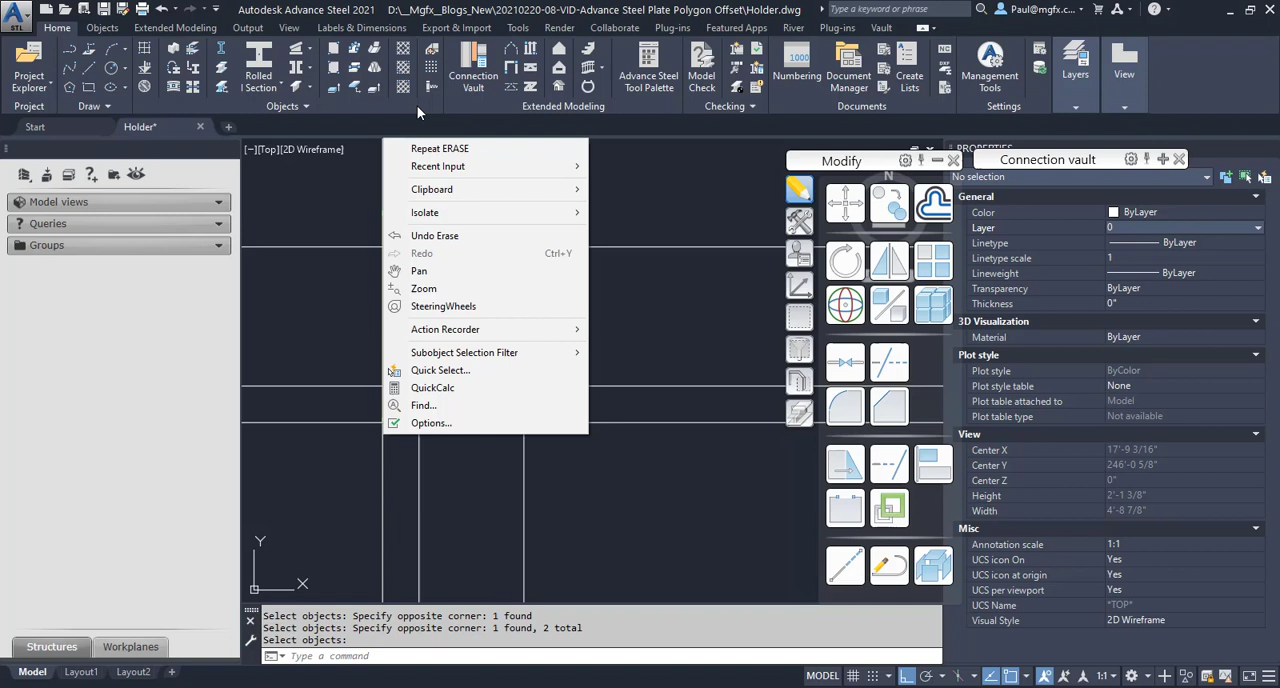 Autodesk Advance Steel 2021 D:\__Mgfx_Blogs_New\20210220-08-VID-Advance Steel Plate Polygon Offset\Holder.dwg
Type a keyword or phrase
Paul@mgfx.c...
STL
Home Objects Extended Modeling Output View Labels & Dimensions Export & Import Tools Render Collaborate Plug-ins Featured Apps River Plug-ins Vault
Project Explorer
Rolled I Section
Connection Vault
Advance Steel Tool Palette
Model Check
1000
Numbering
Document Manager
NC
DXF
Create Lists
Management Tools
Layers
View
Project Draw Objects Extended Modeling Checking Documents Settings
Start Holder*
[−][Top][2D Wireframe]
Model views
Queries
Groups
Structures Workplanes
Repeat ERASE
Recent Input
Clipboard
Isolate
Undo Erase
Redo Ctrl+Y
Pan
Zoom
SteeringWheels
Action Recorder
Subobject Selection Filter
Quick Select...
QuickCalc
Find...
Options...
Modify
N
Connection vault
PROPERTIES
No selection
General
Color ByLayer
Layer 0
Linetype ByLayer
Linetype scale 1
Lineweight ByLayer
Transparency ByLayer
Thickness 0"
3D Visualization
Material ByLayer
Plot style
Plot style ByColor
Plot style table None
Plot table attached to Model
Plot table type Not available
View
Center X 17'-9 3/16"
Center Y 246'-0 5/8"
Center Z 0"
Height 2'-1 3/8"
Width 4'-8 7/8"
Misc
Annotation scale 1:1
UCS icon On Yes
UCS icon at origin Yes
UCS per viewport Yes
UCS Name *TOP*
Visual Style 2D Wireframe
Y
X
Select objects: Specify opposite corner: 1 found
Select objects: Specify opposite corner: 1 found, 2 total
Select objects:
Type a command
Model Layout1 Layout2
MODEL 1:1